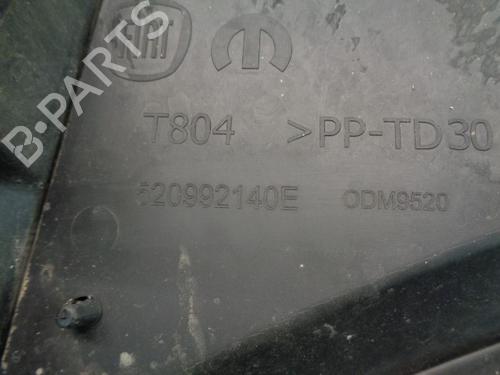 FIAT
T804 >PP-TD30
520992140E ODM9520
B-PARTS